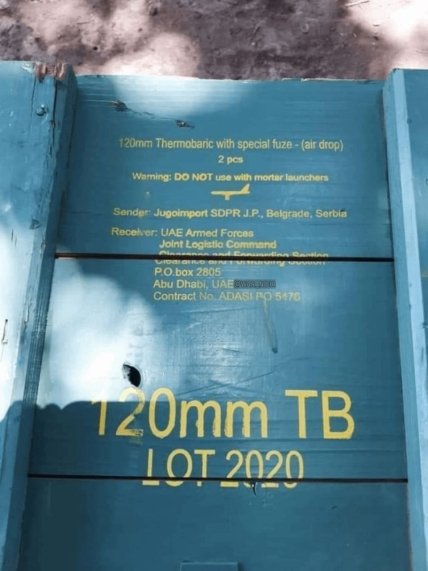 120mm Thermobaric with special fuze - (air drop)
2 pcs
Warning: DO NOT use with mortar launchers
Sender: Jugoimport SDPR J.P., Belgrade, Serbia
Receiver: UAE Armed Forces
Joint Logistic Command
Clearance and Forwarding Section
P.O.box 2805
Abu Dhabi, UAE
Contract No. ADASI PO 5176
120mm TB
LOT 2020